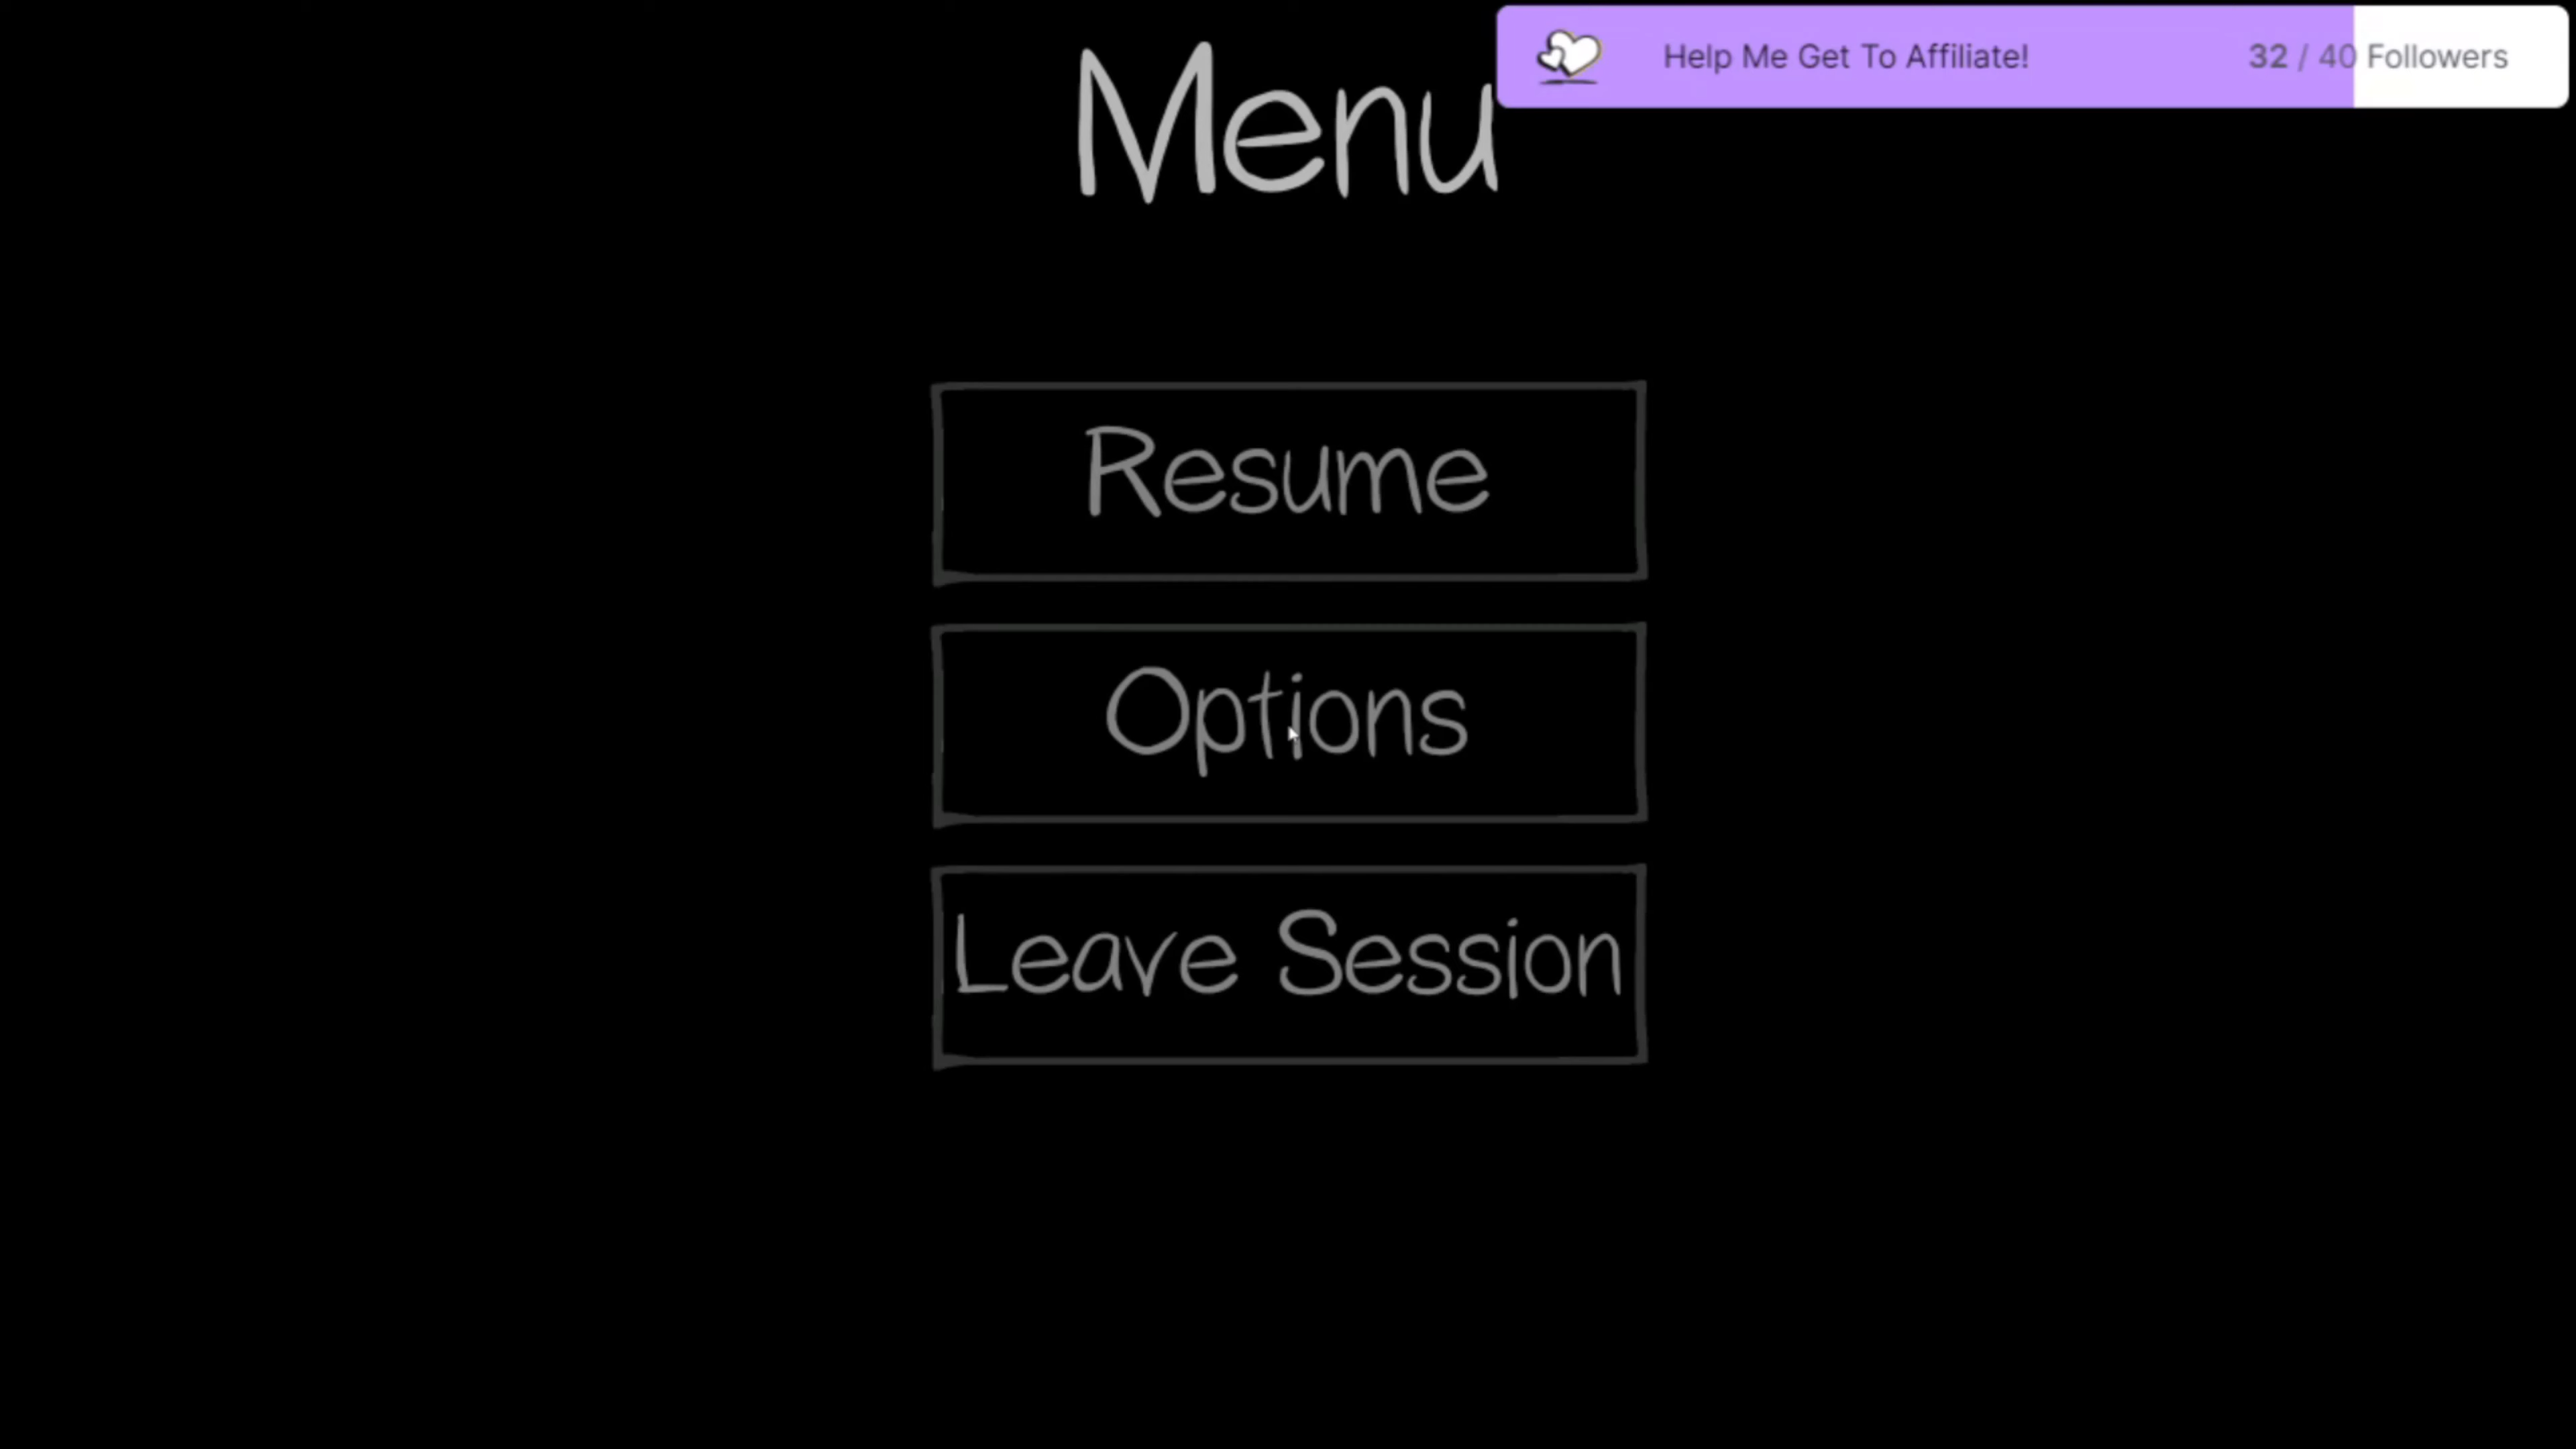 Menu
Help Me Get To Affiliate! 32 / 40 Followers
Resume
Options
Leave Session